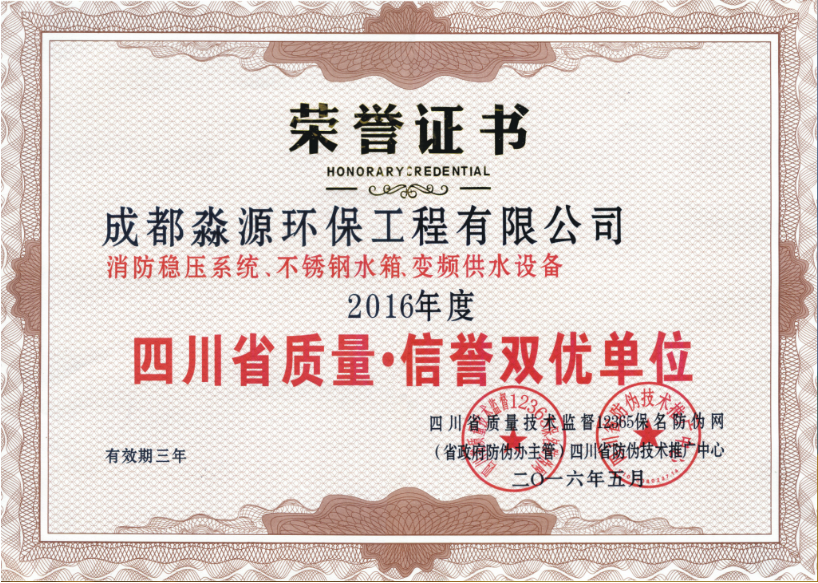 荣誉证书
HONORARY CREDENTIAL
成都淼源环保工程有限公司
消防稳压系统、不锈钢水箱、变频供水设备
2016年度
四川省质量·信誉双优单位
四川省质量技术监督12365保名防伪网
(省政府防伪办主管)四川省防伪技术推广中心
有效期三年
二〇一六年五月